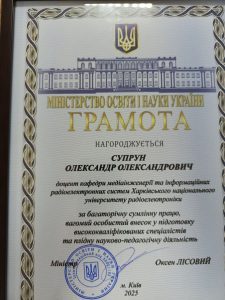 МІНІСТЕРСТВО ОСВІТИ І НАУКИ УКРАЇНИ
ГРАМОТА
НАГОРОДЖУЄТЬСЯ
СУПРУН
ОЛЕКСАНДР ОЛЕКСАНДРОВИЧ
доцент кафедри медіаінженерії та інформаційних
радіоелектронних систем Харківського національного
університету радіоелектроніки
за багаторічну сумлінну працю,
вагомий особистий внесок у підготовку
висококваліфікованих спеціалістів
та плідну науково-педагогічну діяльність
Міністр Оксен ЛІСОВИЙ
м. Київ
2025